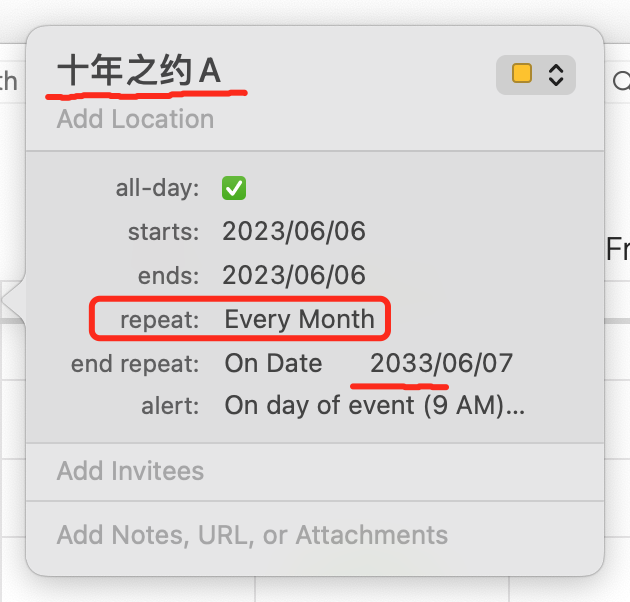 十年之约 A
Add Location
th
all-day:
starts: 2023/06/06
Fr
ends: 2023/06/06
repeat: Every Month
end repeat: On Date 2033/06/07
alert: On day of event (9 AM)...
Add Invitees
Add Notes, URL, or Attachments